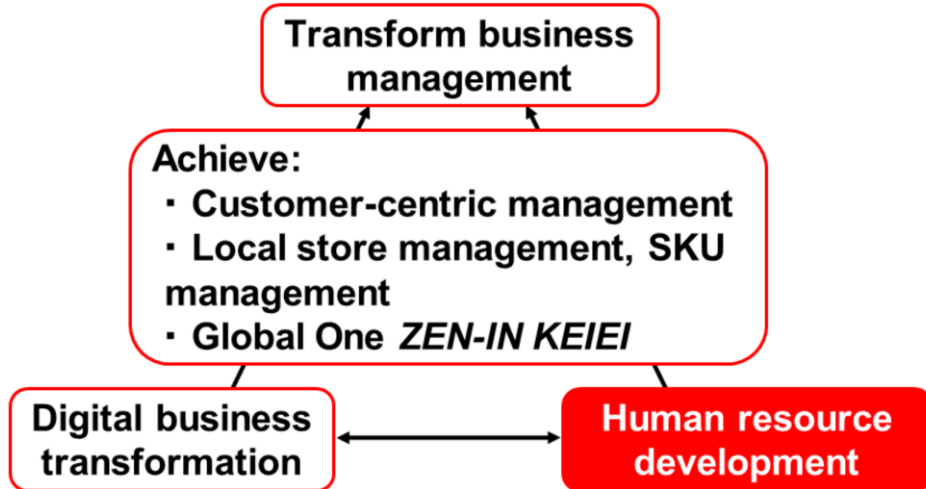 Transform business
management
Achieve:
・Customer-centric management
・Local store management, SKU
management
・Global One ZEN-IN KEIEI
Digital business
transformation
Human resource
development